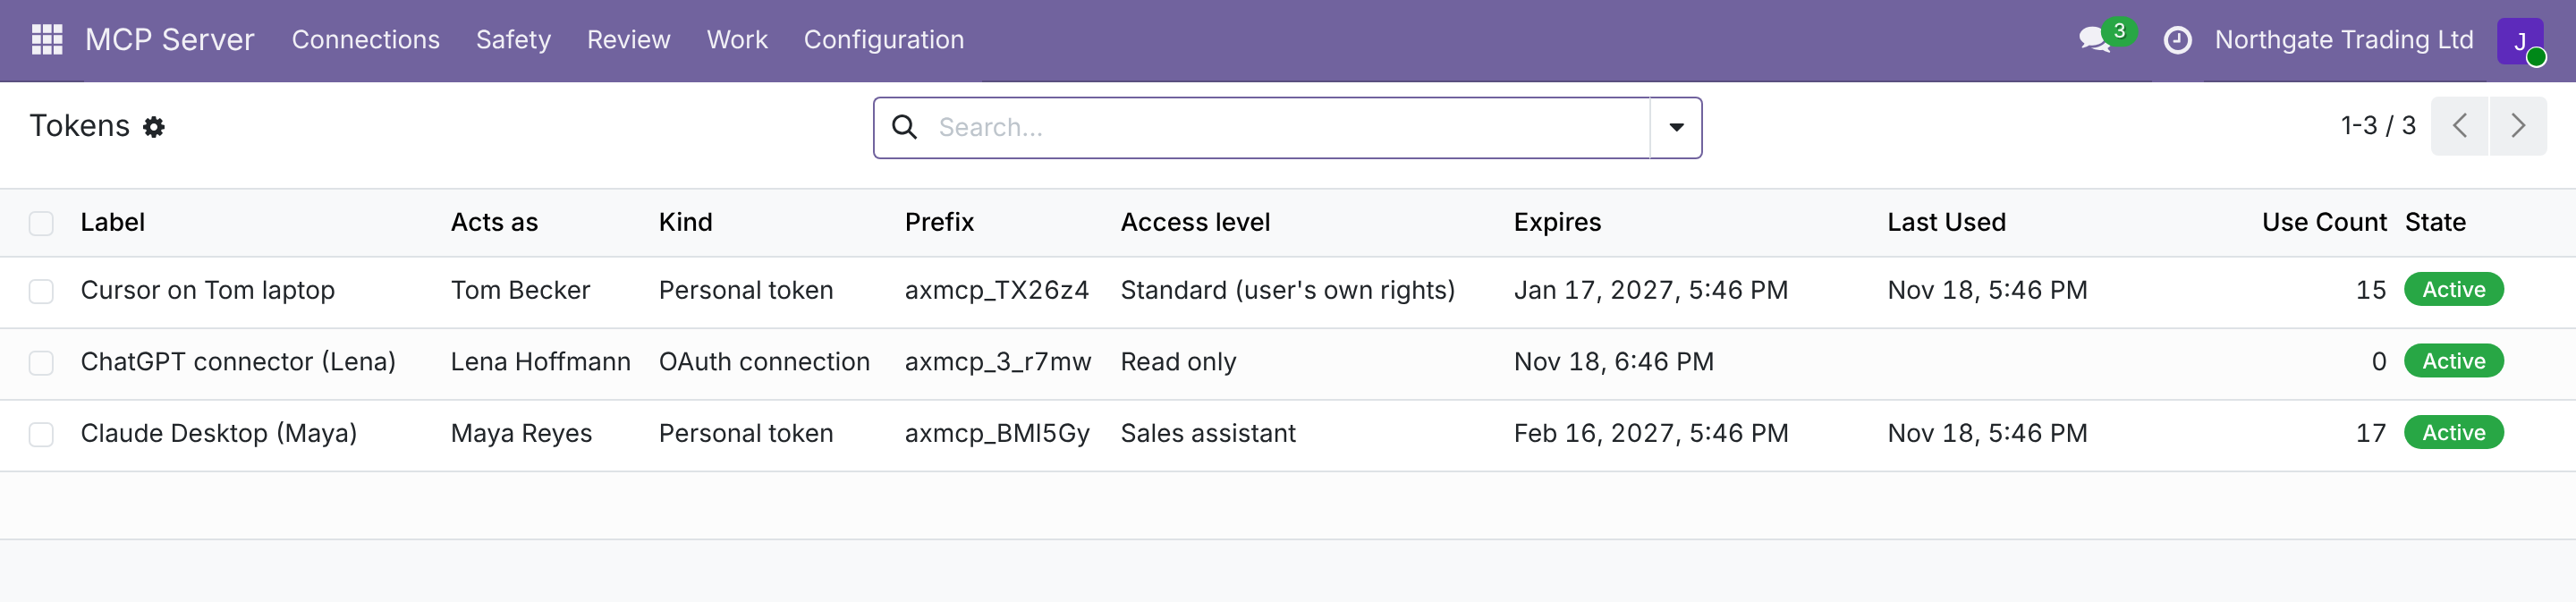 MCP Server Connections Safety Review Work Configuration 3 Northgate Trading Ltd J
Tokens Search... 1-3 / 3
Label Acts as Kind Prefix Access level Expires Last Used Use Count State
Cursor on Tom laptop Tom Becker Personal token axmcp_TX26z4 Standard (user's own rights) Jan 17, 2027, 5:46 PM Nov 18, 5:46 PM 15 Active
ChatGPT connector (Lena) Lena Hoffmann OAuth connection axmcp_3_r7mw Read only Nov 18, 6:46 PM 0 Active
Claude Desktop (Maya) Maya Reyes Personal token axmcp_BMI5Gy Sales assistant Feb 16, 2027, 5:46 PM Nov 18, 5:46 PM 17 Active